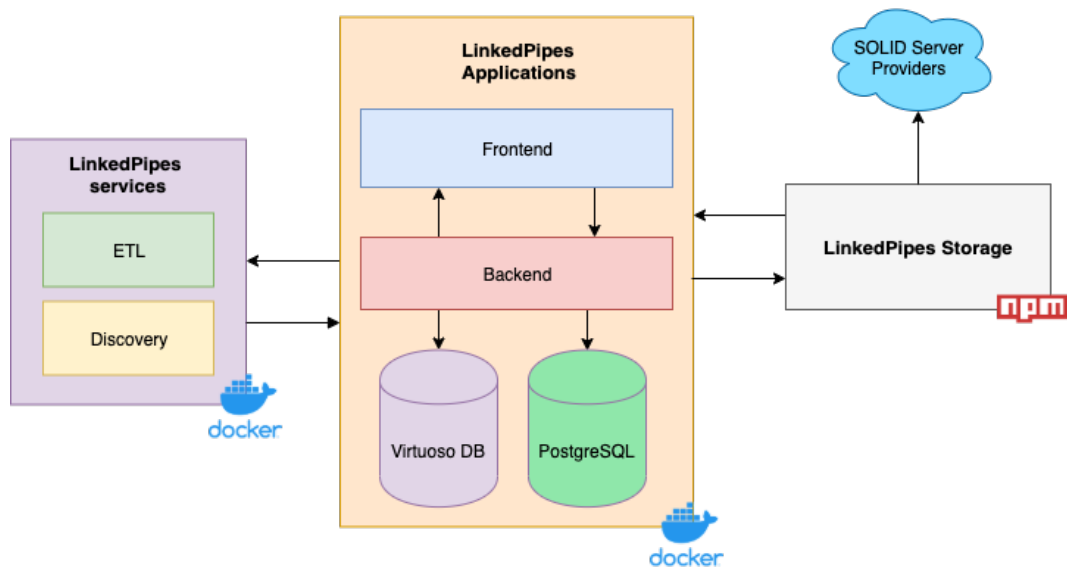 LinkedPipes
services
ETL
Discovery
docker
LinkedPipes
Applications
Frontend
Backend
Virtuoso DB
PostgreSQL
docker
SOLID Server
Providers
LinkedPipes Storage
npm